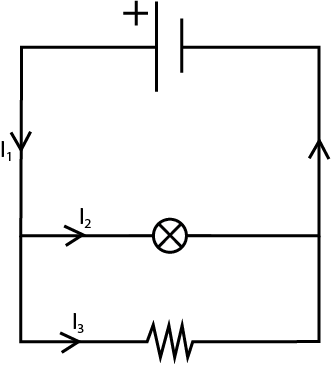 +
I₁
I₂
I₃